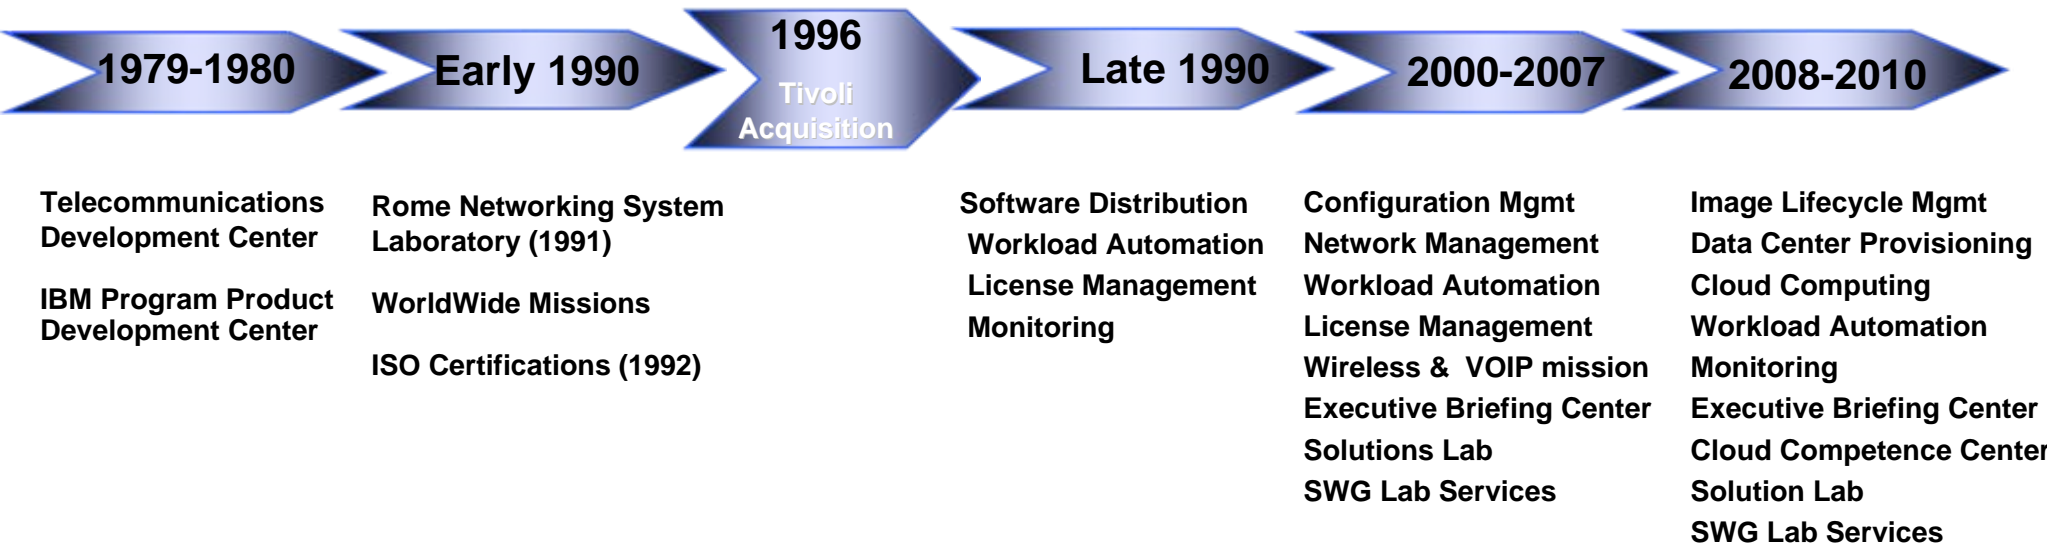 1979-1980
Early 1990
1996
Tivoli
Acquisition
Late 1990
2000-2007
2008-2010
Telecommunications
Development Center
IBM Program Product
Development Center
Rome Networking System
Laboratory (1991)
WorldWide Missions
ISO Certifications (1992)
Software Distribution
Workload Automation
License Management
Monitoring
Configuration Mgmt
Network Management
Workload Automation
License Management
Wireless &  VOIP mission
Executive Briefing Center
Solutions Lab
SWG Lab Services
Image Lifecycle Mgmt
Data Center Provisioning
Cloud Computing
Workload Automation
Monitoring
Executive Briefing Center
Cloud Competence Center
Solution Lab
SWG Lab Services